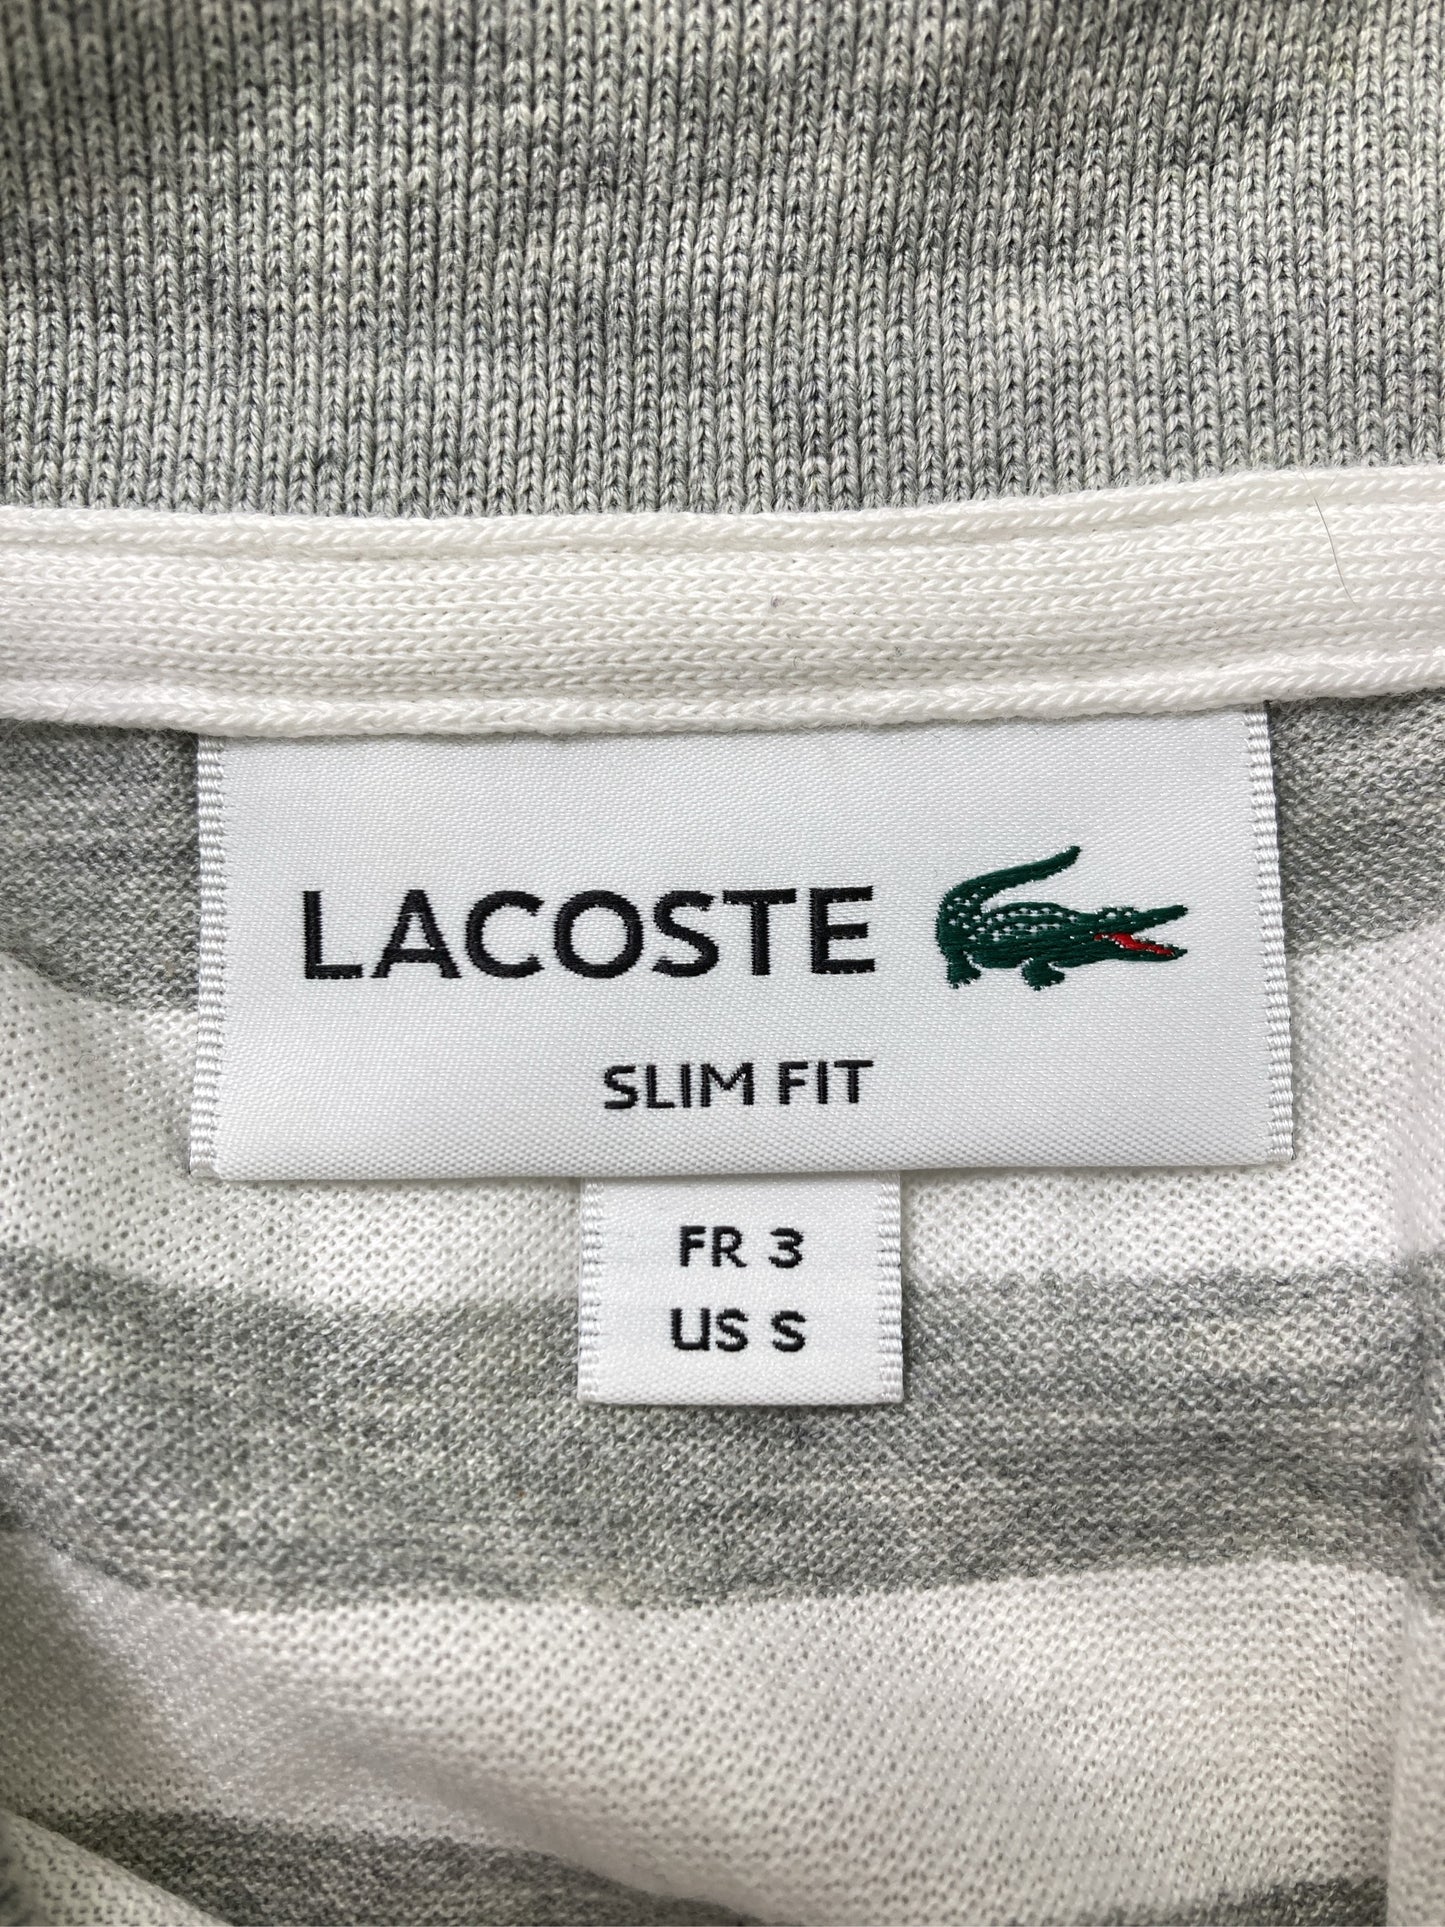 LACOSTE
SLIM FIT
FR 3
US S